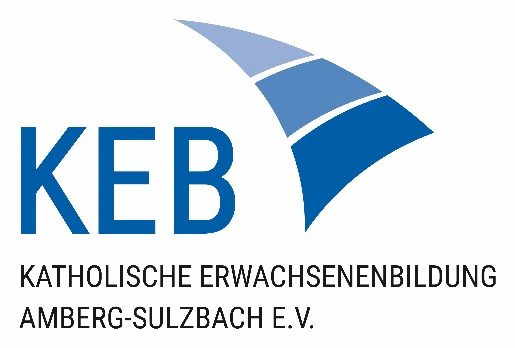 KEB
KATHOLISCHE ERWACHSENENBILDUNG
AMBERG-SULZBACH E.V.